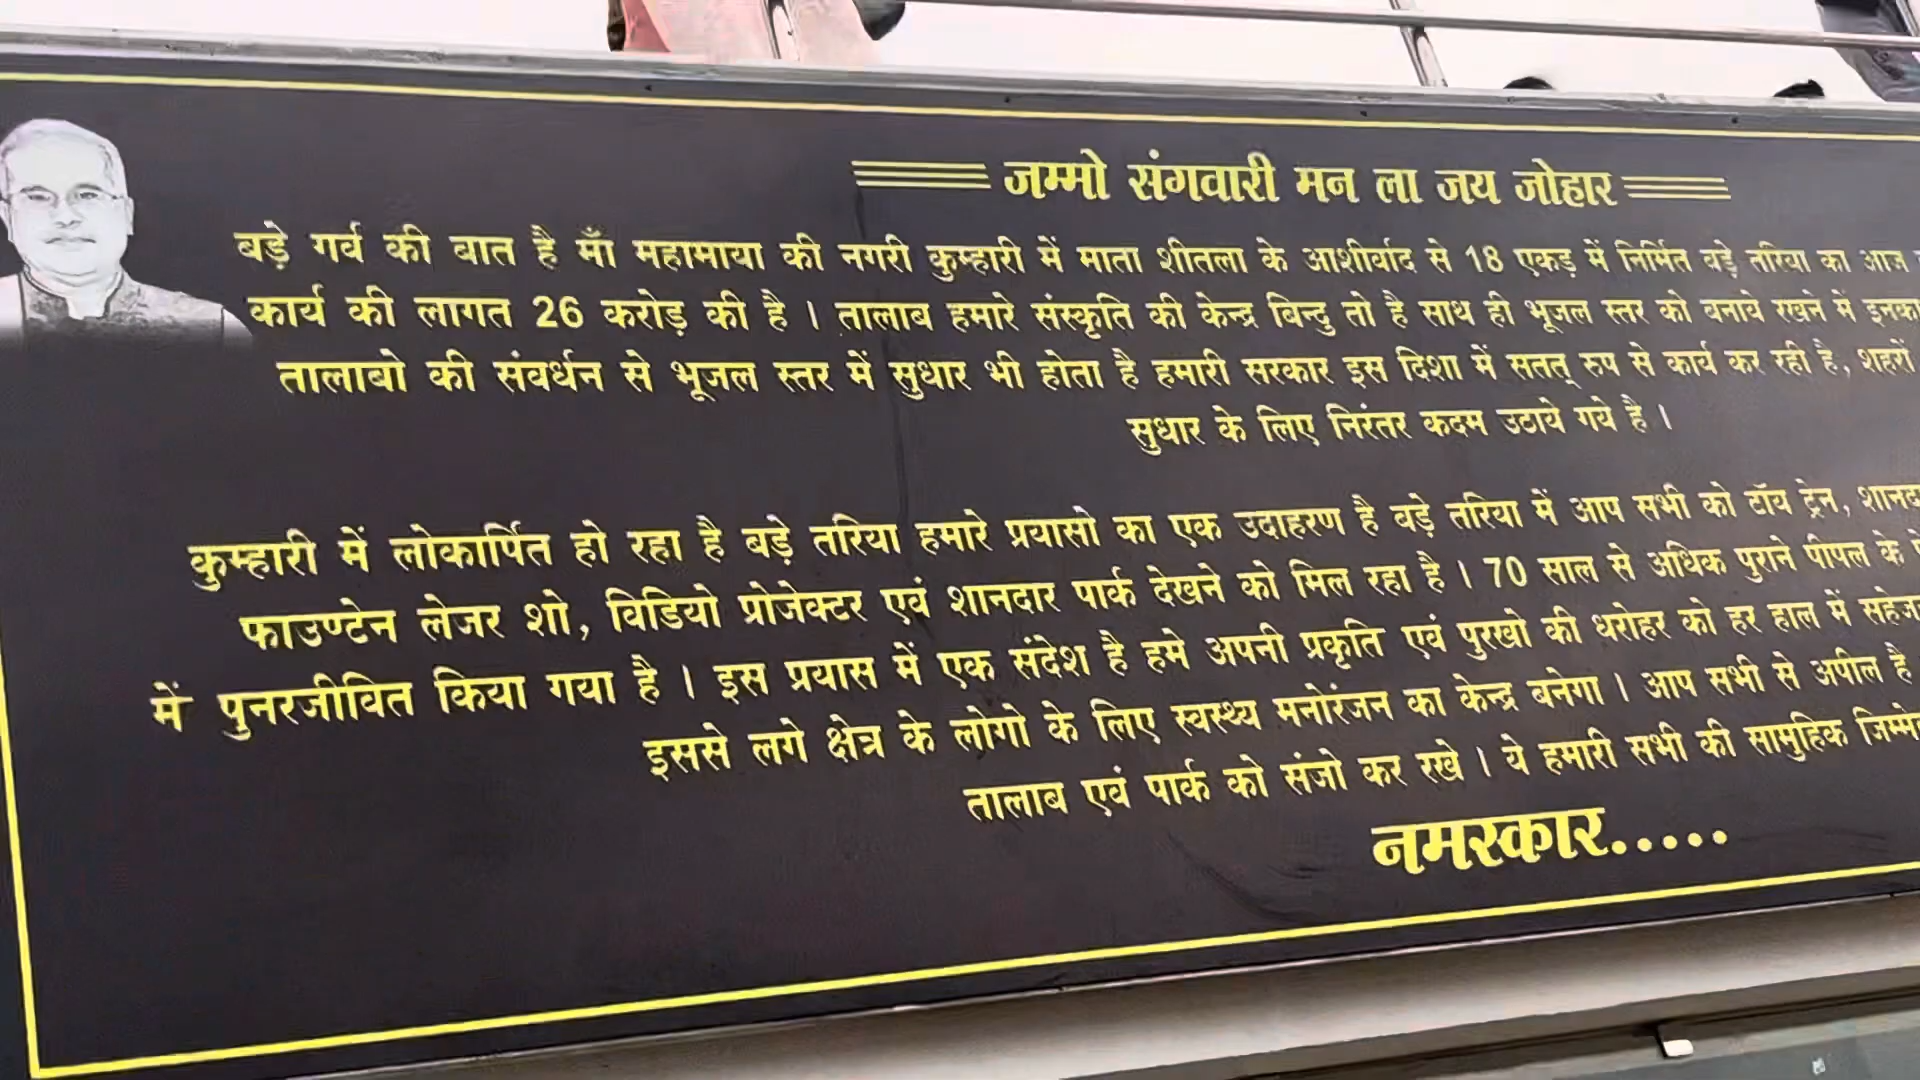 जम्मो संगवारी मन ला जय जोहार
बड़े गर्व की बात है माँ महामाया की नगरी कुम्हारी में माता शीतला के आशीर्वाद से 18 एकड़ में निर्मित बड़े तरिया का आज
कार्य की लागत 26 करोड़ की है । तालाब हमारे संस्कृति की केन्द्र बिन्दु तो है साथ ही भूजल स्तर को बनाये रखने में इनका
तालाबो की संवर्धन से भूजल स्तर में सुधार भी होता है हमारी सरकार इस दिशा में सतत् रुप से कार्य कर रही है, शहरों
सुधार के लिए निरंतर कदम उठाये गये है ।
कुम्हारी में लोकार्पित हो रहा है बड़े तरिया हमारे प्रयासो का एक उदाहरण है बड़े तरिया में आप सभी को टॉय ट्रेन,
फाउण्टेन लेजर शो, विडियो प्रोजेक्टर एवं शानदार पार्क देखने को मिल रहा है । 70 साल से अधिक पुराने पीपल के
में पुनरजीवित किया गया है । इस प्रयास में एक संदेश है हमे अपनी प्रकृति एवं पुरखो की धरोहर को हर हाल में
इससे लगे क्षेत्र के लोगो के लिए स्वस्थ्य मनोरंजन का केन्द्र बनेगा । आप सभी से अपील है
तालाब एवं पार्क को संजो कर रखे । ये हमारी सभी की सामुहिक
नमस्कार.....